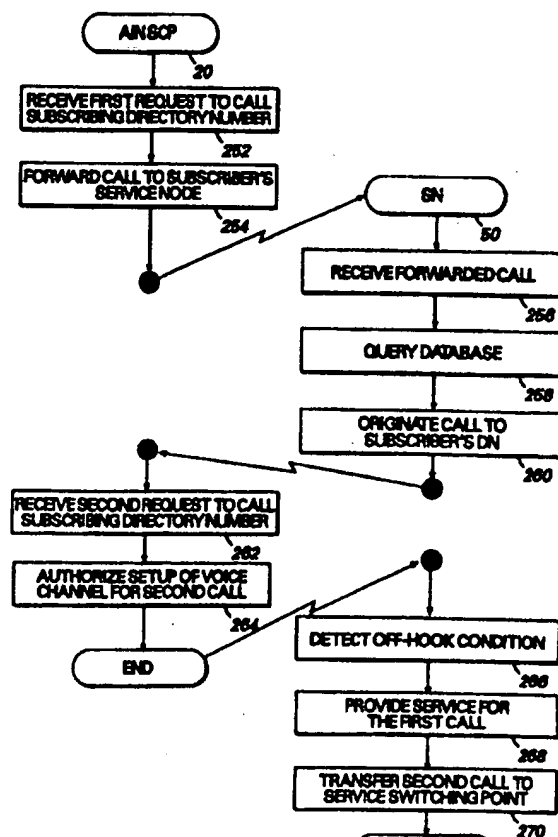 AIN SCP
20
RECEIVE FIRST REQUEST TO CALL
SUBSCRIBING DIRECTORY NUMBER
252
FORWARD CALL TO SUBSCRIBER'S
SERVICE NODE
254
SN
50
RECEIVE FORWARDED CALL
256
QUERY DATABASE
258
ORIGINATE CALL TO
SUBSCRIBER'S DN
260
RECEIVE SECOND REQUEST TO CALL
SUBSCRIBING DIRECTORY NUMBER
262
AUTHORIZE SETUP OF VOICE
CHANNEL FOR SECOND CALL
264
END
DETECT OFF-HOOK CONDITION
266
PROVIDE SERVICE FOR
THE FIRST CALL
268
TRANSFER SECOND CALL TO
SERVICE SWITCHING POINT
270